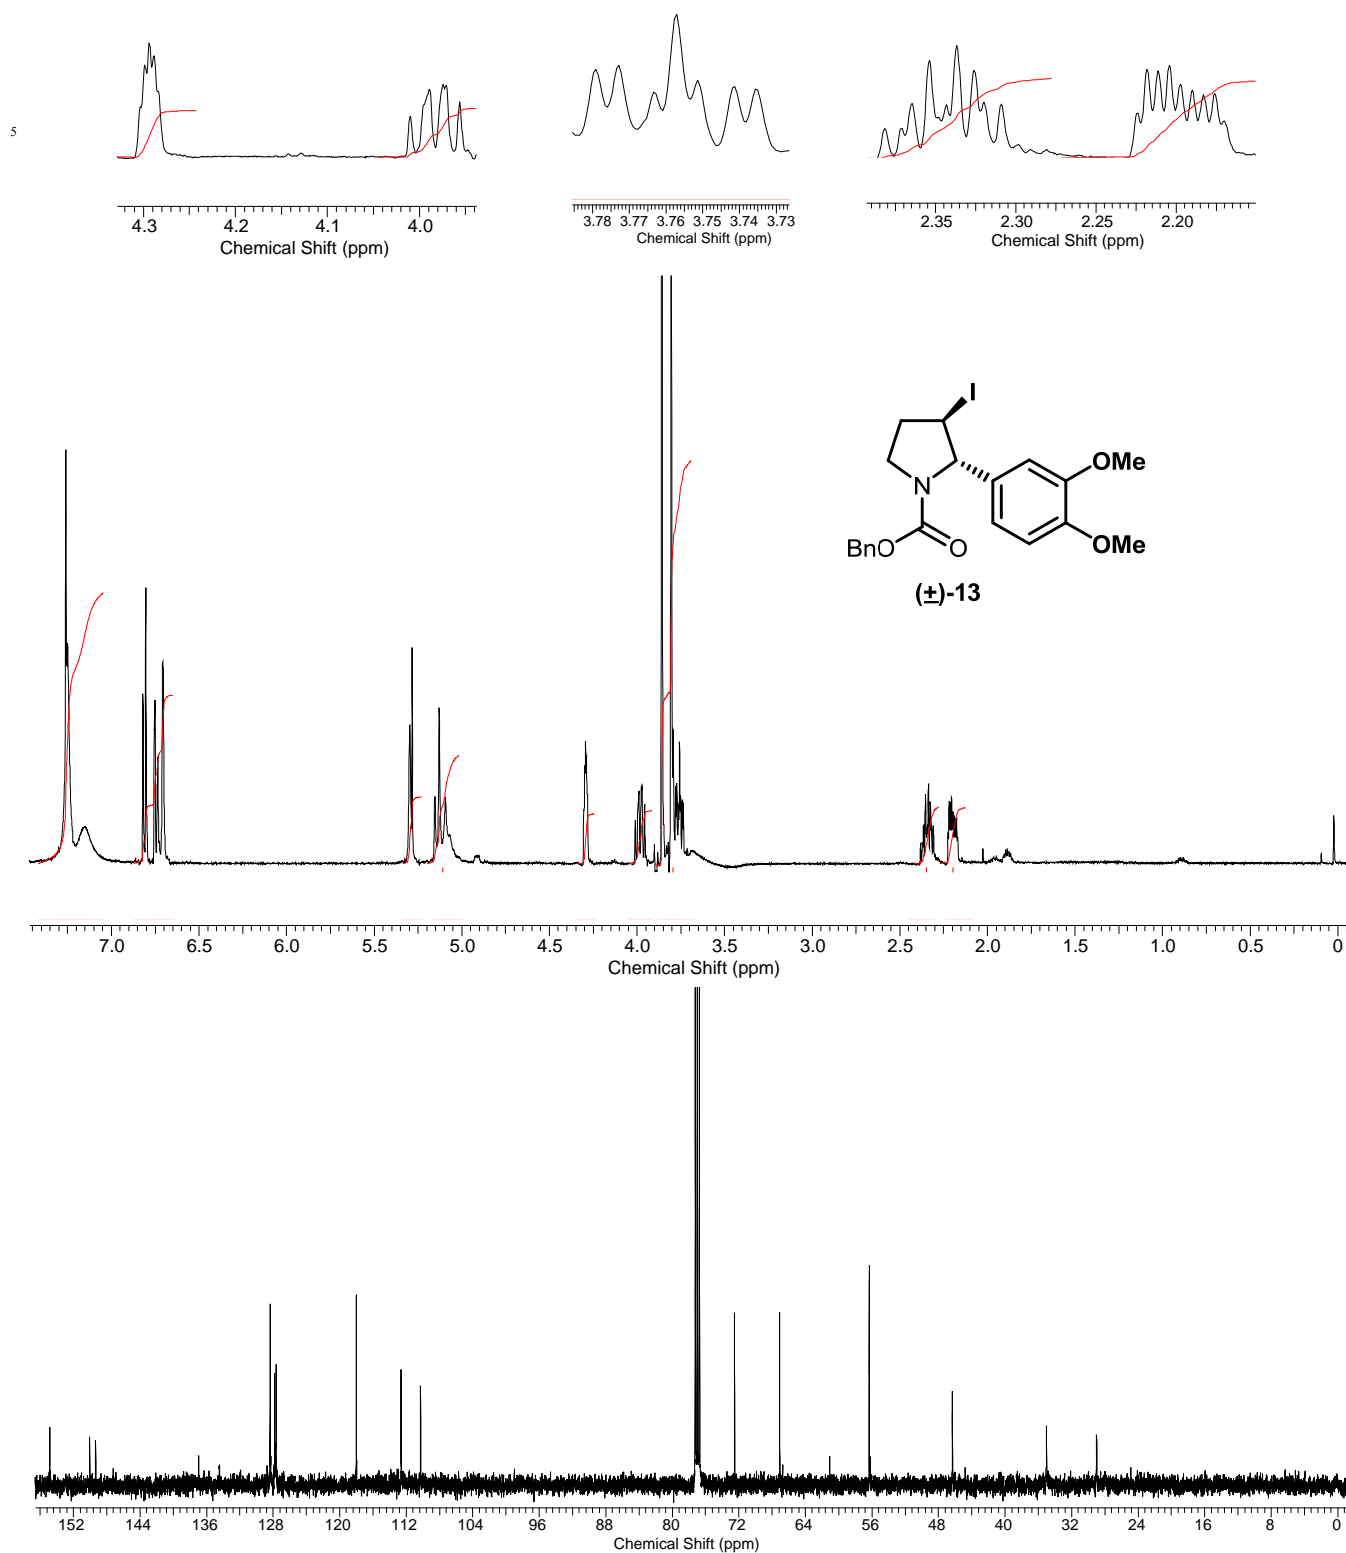 5
4.3 4.2 4.1 4.0
Chemical Shift (ppm)
3.78 3.77 3.76 3.75 3.74 3.73
Chemical Shift (ppm)
2.35 2.30 2.25 2.20
Chemical Shift (ppm)
I
N
OMe
OMe
BnO
O
(±)-13
7.0 6.5 6.0 5.5 5.0 4.5 4.0 3.5 3.0 2.5 2.0 1.5 1.0 0.5 0
Chemical Shift (ppm)
152 144 136 128 120 112 104 96 88 80 72 64 56 48 40 32 24 16 8 0
Chemical Shift (ppm)